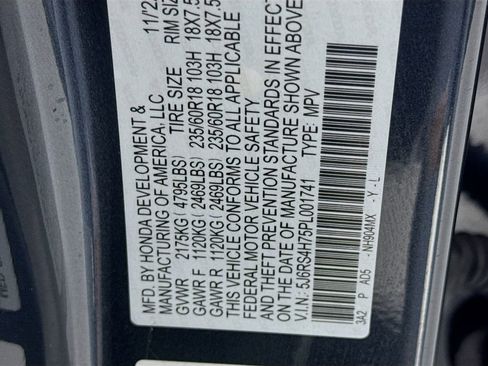 MFD. BY HONDA DEVELOPMENT & 11/22
MANUFACTURING OF AMERICA, LLC
TIRE SIZE RIM SIZE
GVWR 2175KG( 4795LBS)
GAWR F 1120KG( 2469LBS) 235/60R18 103H 18X7.5
GAWR R 1120KG( 2469LBS) 235/60R18 103H 18X7.5
THIS VEHICLE CONFORMS TO ALL APPLICABLE
FEDERAL MOTOR VEHICLE SAFETY
AND THEFT PREVENTION STANDARDS IN EFFECT
ON THE DATE OF MANUFACTURE SHOWN ABOVE
V.I.N.: 5J6RS4H75PL001741 TYPE: MPV
3A2 P AD5 -NH904MX -Y-L